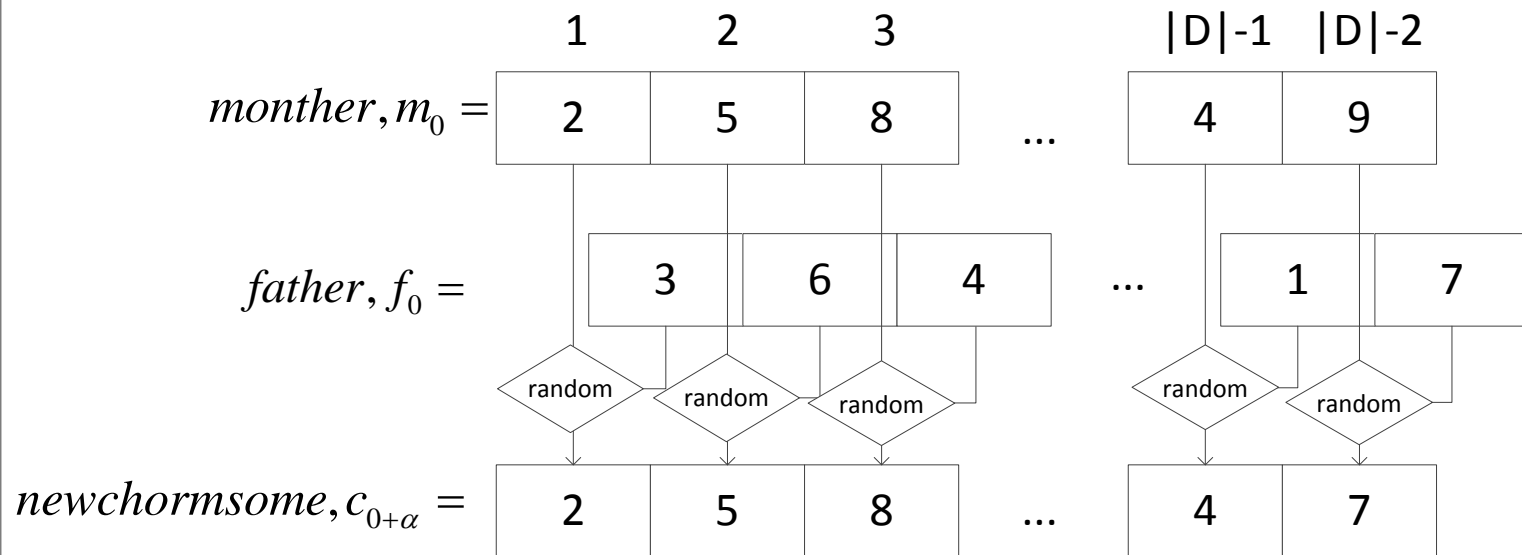 1 2 3 |D|-1 |D|-2
monther, m₀ = 2 5 8 ... 4 9
father, f₀ = 3 6 4 ... 1 7
random random random random random
newchormsome, c₀₊α = 2 5 8 ... 4 7